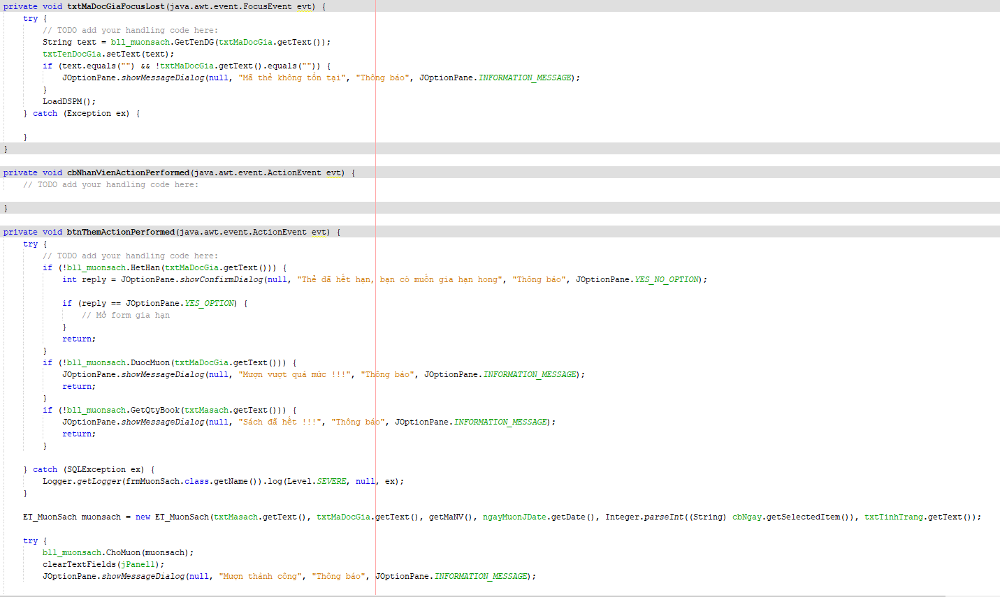 private void txtMaDocGiaFocusLost(java.awt.event.FocusEvent evt) {
    try {
        // TODO add your handling code here:
        String text = bll_muonsach.GetTenDG(txtMaDocGia.getText());
        txtTenDocGia.setText(text);
        if (text.equals("") && !txtMaDocGia.getText().equals("")) {
            JOptionPane.showMessageDialog(null, "Mã thẻ không tồn tại", "Thông báo", JOptionPane.INFORMATION_MESSAGE);
        }
        LoadDSPM();
    } catch (Exception ex) {
    }
}
private void cbNhanVienActionPerformed(java.awt.event.ActionEvent evt) {
    // TODO add your handling code here:
}
private void btnThemActionPerformed(java.awt.event.ActionEvent evt) {
    try {
        // TODO add your handling code here:
        if (!bll_muonsach.HetHan(txtMaDocGia.getText())) {
            int reply = JOptionPane.showConfirmDialog(null, "Thẻ đã hết hạn, bạn có muốn gia hạn hong", "Thông báo", JOptionPane.YES_NO_OPTION);
            if (reply == JOptionPane.YES_OPTION) {
                // Mở form gia hạn
            }
            return;
        }
        if (!bll_muonsach.DuocMuon(txtMaDocGia.getText())) {
            JOptionPane.showMessageDialog(null, "Mượn vượt quá mức !!!", "Thông báo", JOptionPane.INFORMATION_MESSAGE);
            return;
        }
        if (!bll_muonsach.GetQtyBook(txtMasach.getText())) {
            JOptionPane.showMessageDialog(null, "Sách đã hết !!!", "Thông báo", JOptionPane.INFORMATION_MESSAGE);
            return;
        }
    } catch (SQLException ex) {
        Logger.getLogger(frmMuonSach.class.getName()).log(Level.SEVERE, null, ex);
    }
    ET_MuonSach muonsach = new ET_MuonSach(txtMasach.getText(), txtMaDocGia.getText(), getMaNV(), ngayMuonJDate.getDate(), Integer.parseInt((String) cbNgay.getSelectedItem()), txtTinhTrang.getText());
    try {
        bll_muonsach.ChoMuon(muonsach);
        clearTextFields(jPanel1);
        JOptionPane.showMessageDialog(null, "Mượn thành công", "Thông báo", JOptionPane.INFORMATION_MESSAGE);